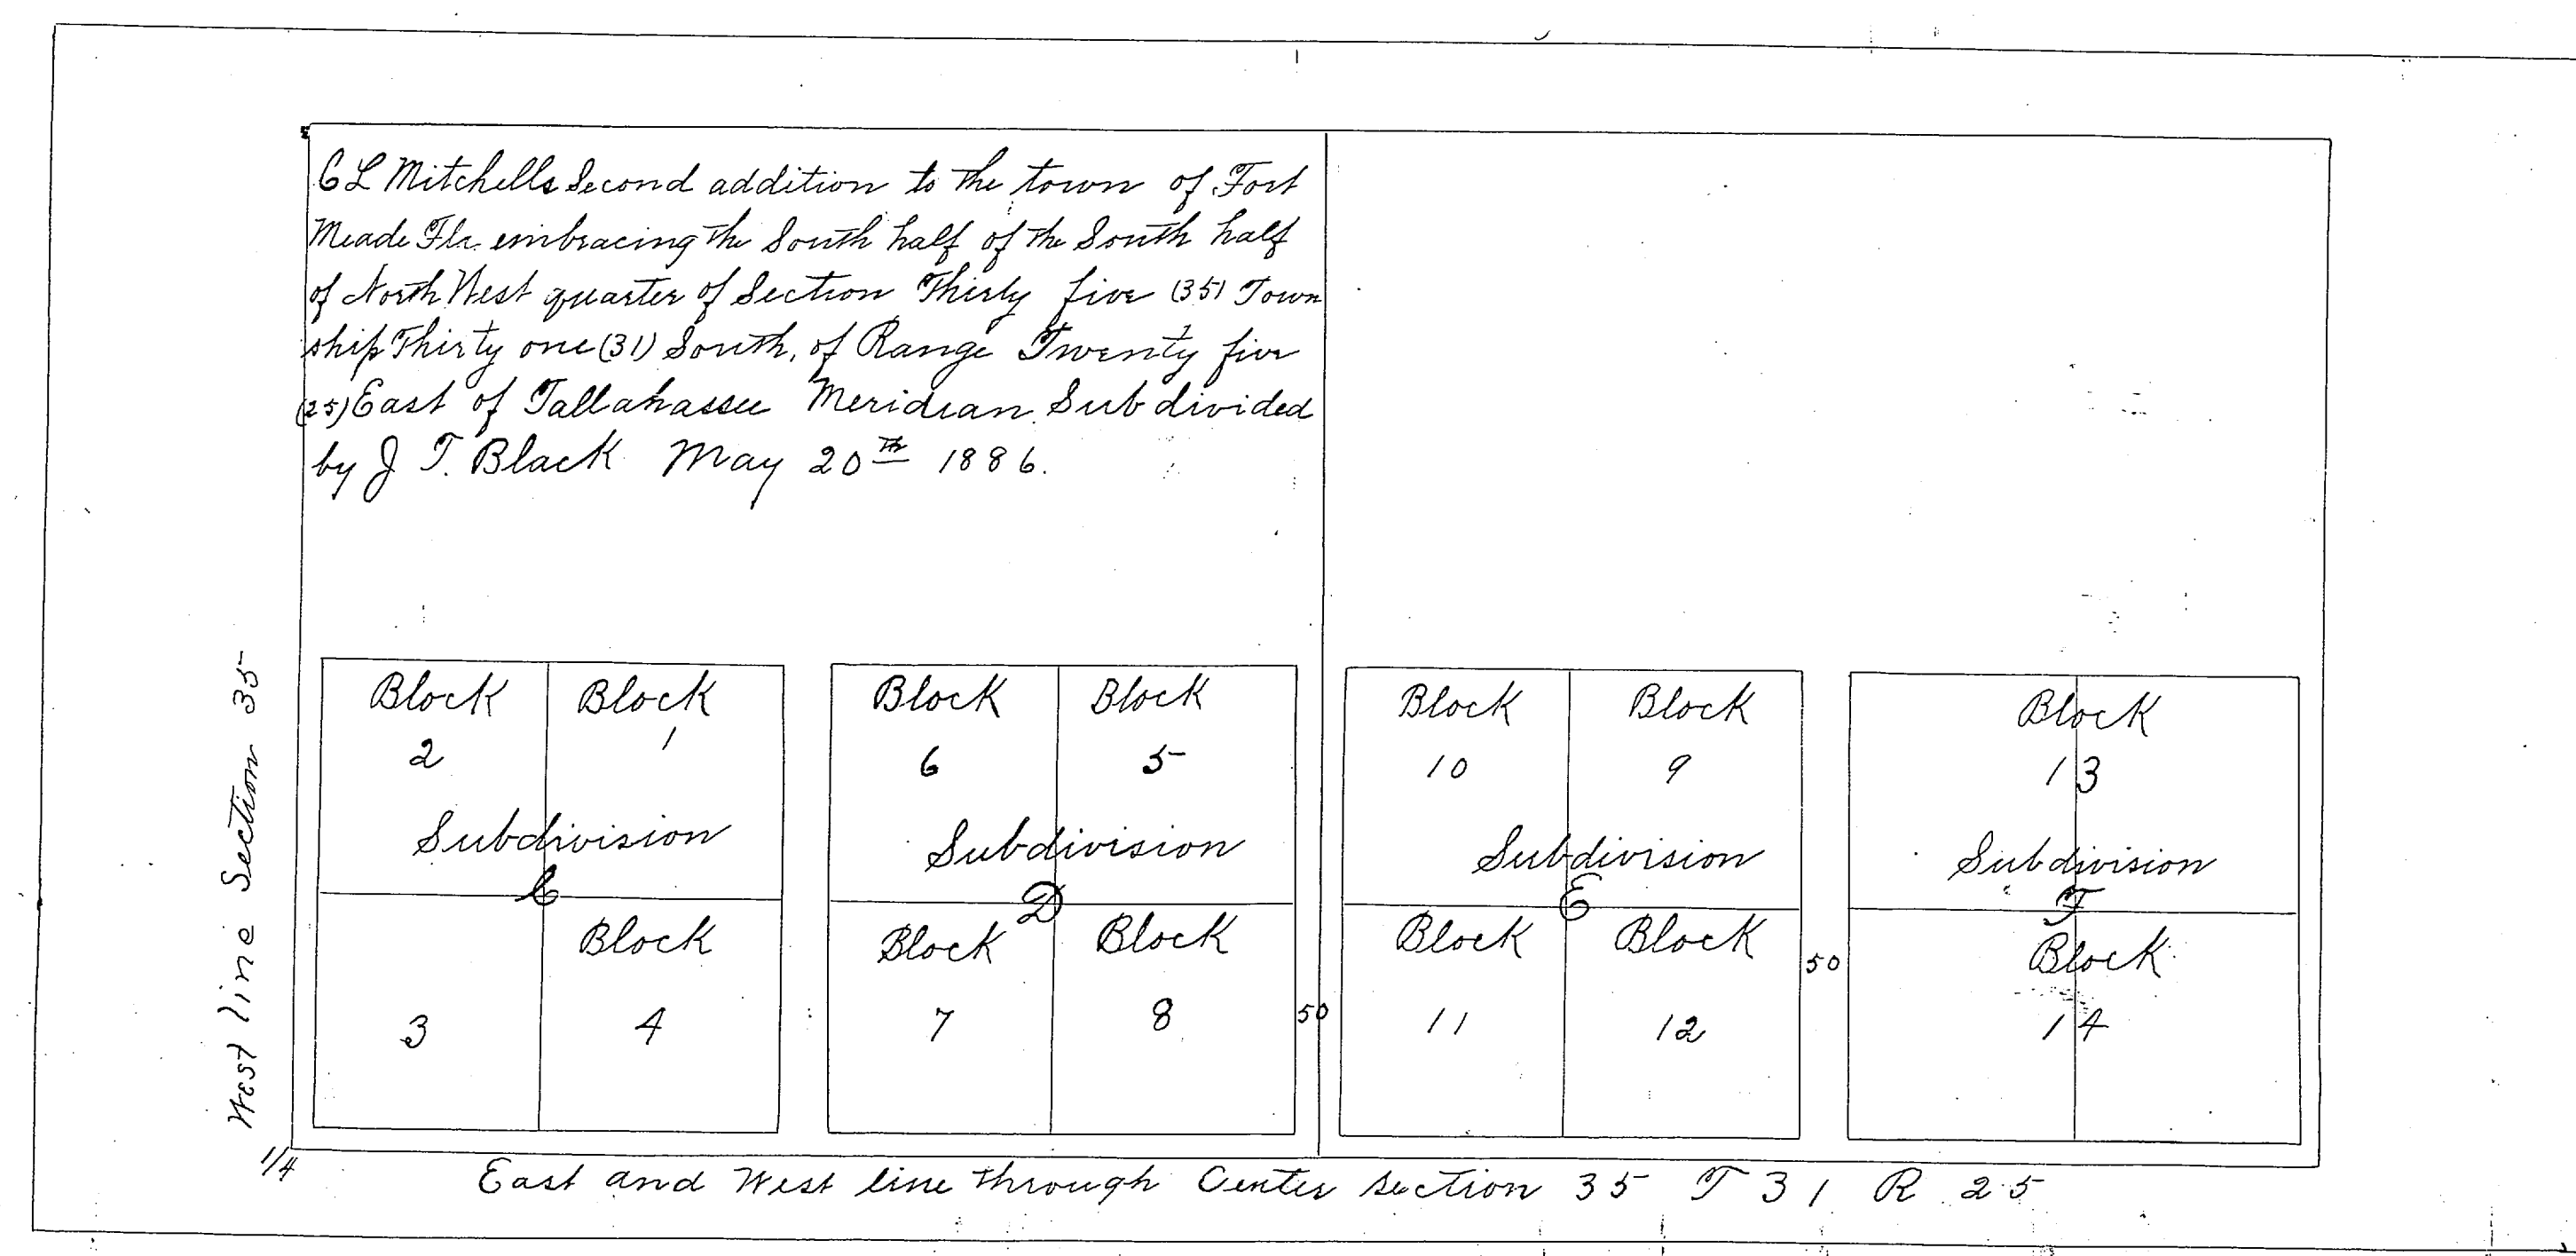 C L Mitchells Second addition to the town of Fort
Meade Fla. embracing the South half of the South half
of North West quarter of Section Thirty five (35) Town
ship Thirty one (31) South, of Range Twenty five
(25) East of Tallahassee Meridian Subdivided
by J T. Black May 20th 1886.
West line Section 35
Block Block
2 1
Subdivision
C
Block
3 4
Block Block
6 5
Subdivision
D
Block Block
7 8
50
Block Block
10 9
Subdivision
E
Block Block
11 12
50
Block
13
Subdivision
F
Block
14
1/4
East and West line through Center section 35 T 31 R 25